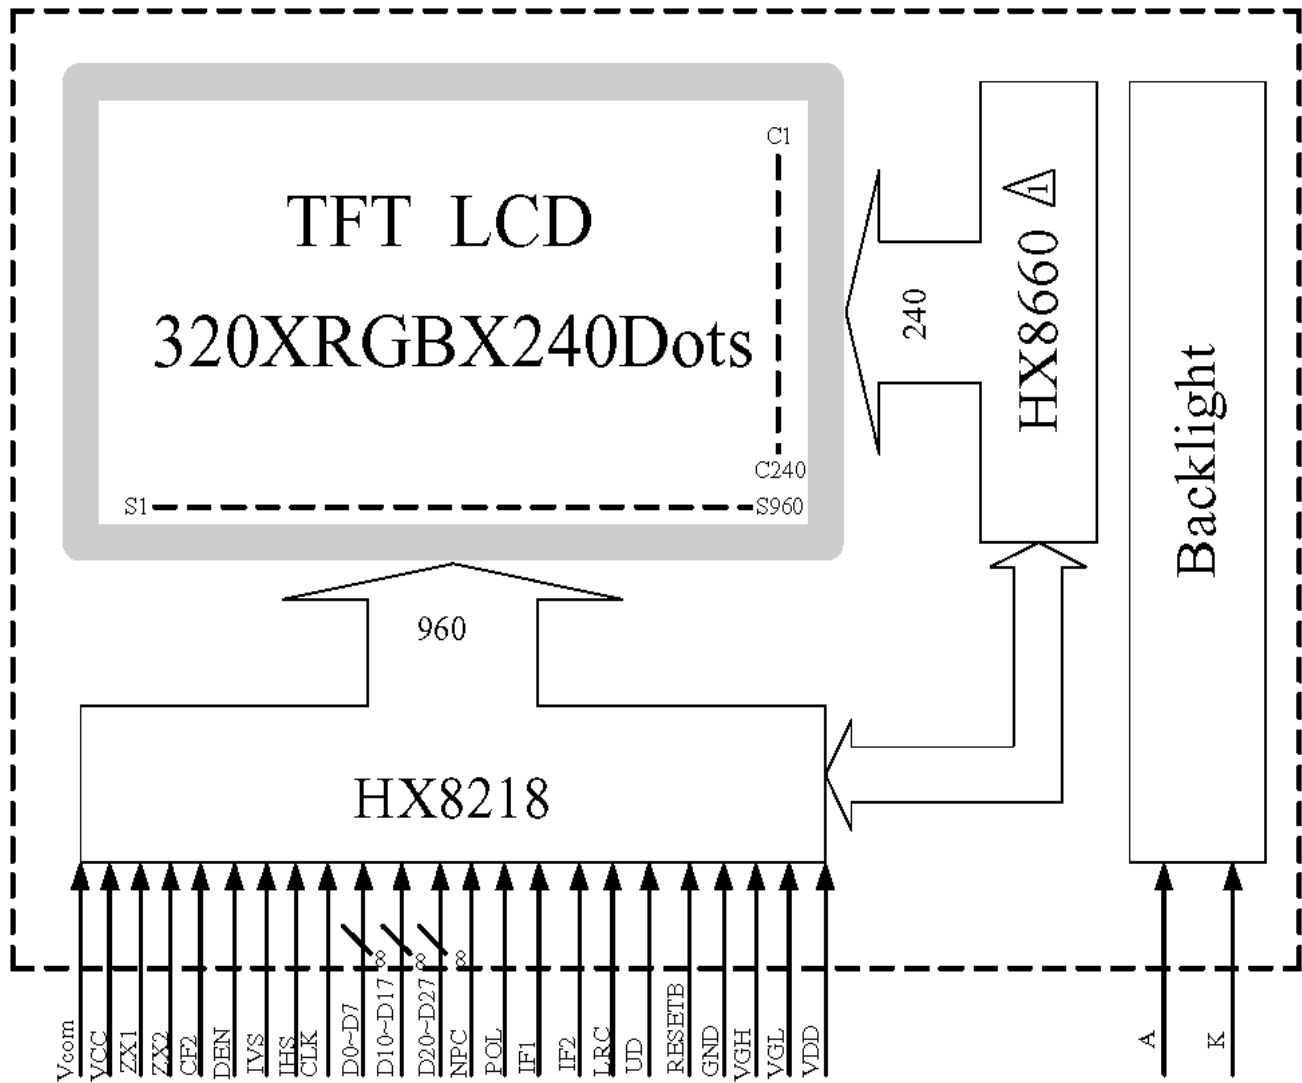 C1
TFT LCD
320XRGBX240Dots
C240
S1
S960
240
HX8660
1
Backlight
960
HX8218
8
8
8
Vcom
VCC
ZX1
ZX2
CF2
DEN
IVS
IHS
CLK
D0~D7
D10~D17
D20~D27
NPC
POL
IF1
IF2
LRC
UD
RESETB
GND
VGH
VGL
VDD
A
K